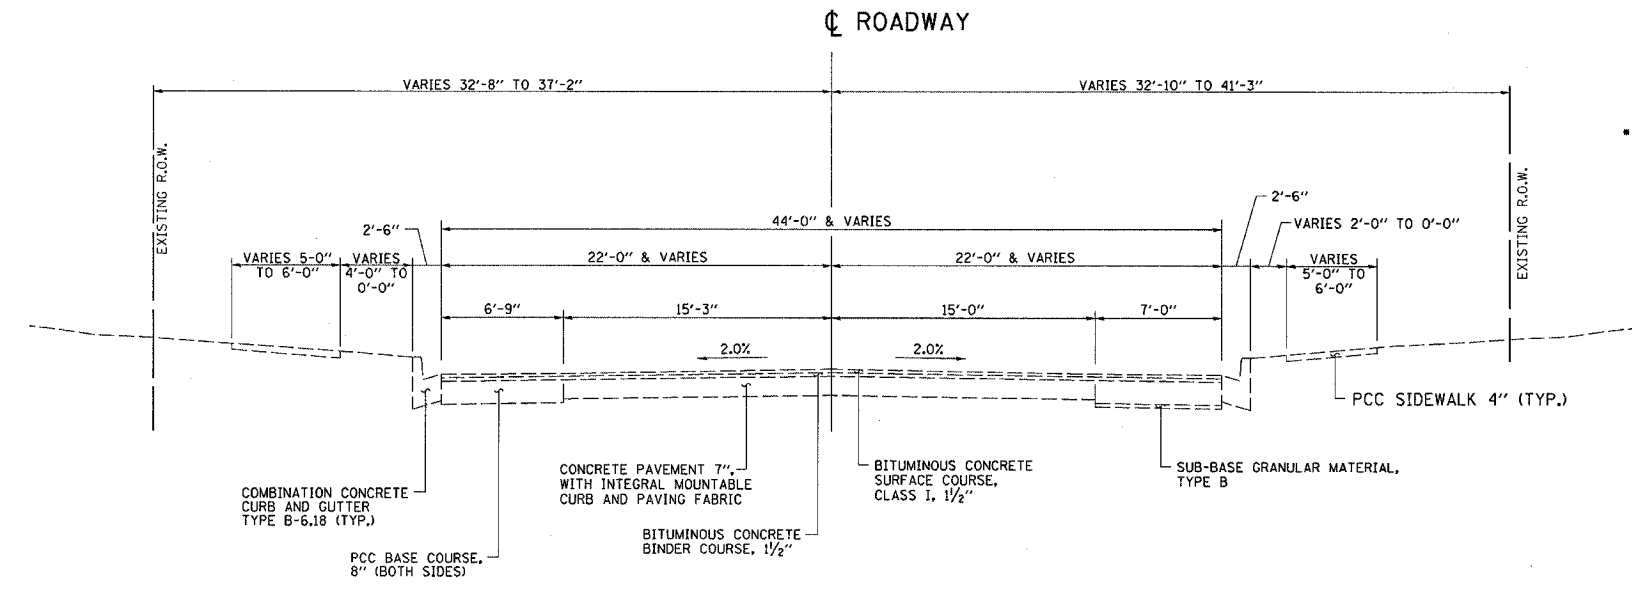 ℄ ROADWAY
VARIES 32'-8" TO 37'-2"
VARIES 32'-10" TO 41'-3"
*
EXISTING R.O.W.
EXISTING R.O.W.
2'-6"
44'-0" & VARIES
2'-6"
VARIES 2'-0" TO 0'-0"
VARIES 5-0"
TO 6'-0"
VARIES
4'-0" TO
0'-0"
22'-0" & VARIES
22'-0" & VARIES
VARIES
5'-0" TO
6'-0"
6'-9"
15'-3"
15'-0"
7'-0"
2.0%
2.0%
PCC SIDEWALK 4" (TYP.)
COMBINATION CONCRETE
CURB AND GUTTER
TYPE B-6.18 (TYP.)
PCC BASE COURSE,
8" (BOTH SIDES)
CONCRETE PAVEMENT 7",
WITH INTEGRAL MOUNTABLE
CURB AND PAVING FABRIC
BITUMINOUS CONCRETE
BINDER COURSE, 1½"
BITUMINOUS CONCRETE
SURFACE COURSE,
CLASS I, 1½"
SUB-BASE GRANULAR MATERIAL,
TYPE B